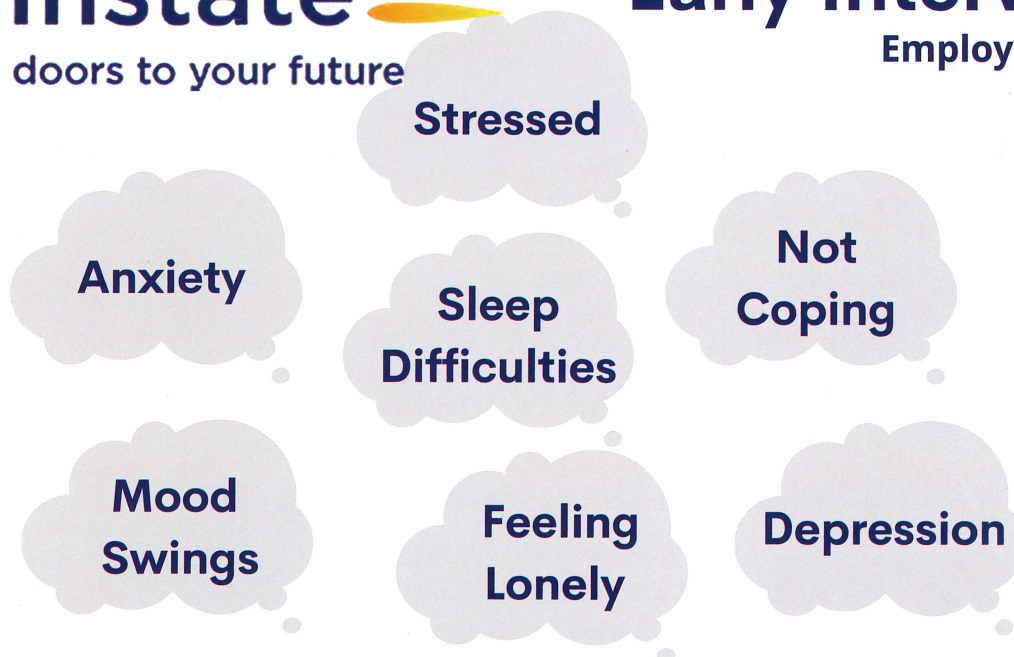 doors to your future
Employ
Stressed
Anxiety
Not
Coping
Sleep
Difficulties
Mood
Swings
Feeling
Lonely
Depression